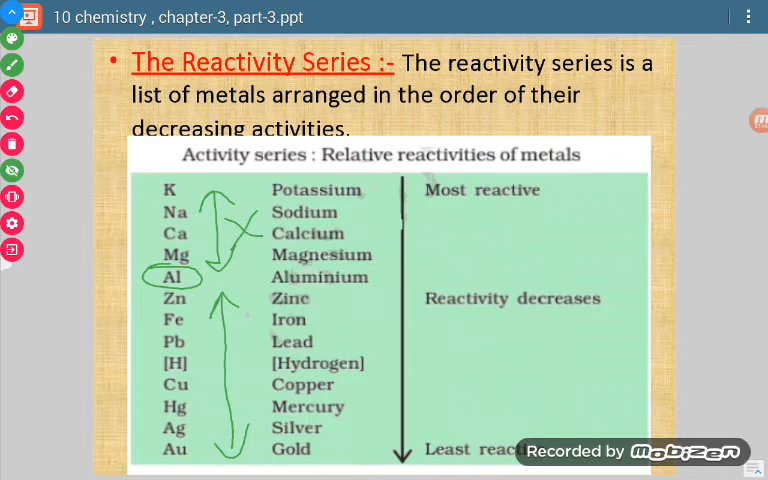 10 chemistry , chapter-3, part-3.ppt
• The Reactivity Series :- The reactivity series is a
list of metals arranged in the order of their
decreasing activities.
Activity series : Relative reactivities of metals
K Potassium Most reactive
Na Sodium
Ca Calcium
Mg Magnesium
Al Aluminium
Zn Zinc Reactivity decreases
Fe Iron
Pb Lead
[H] [Hydrogen]
Cu Copper
Hg Mercury
Ag Silver
Au Gold Least
Recorded by mobizen